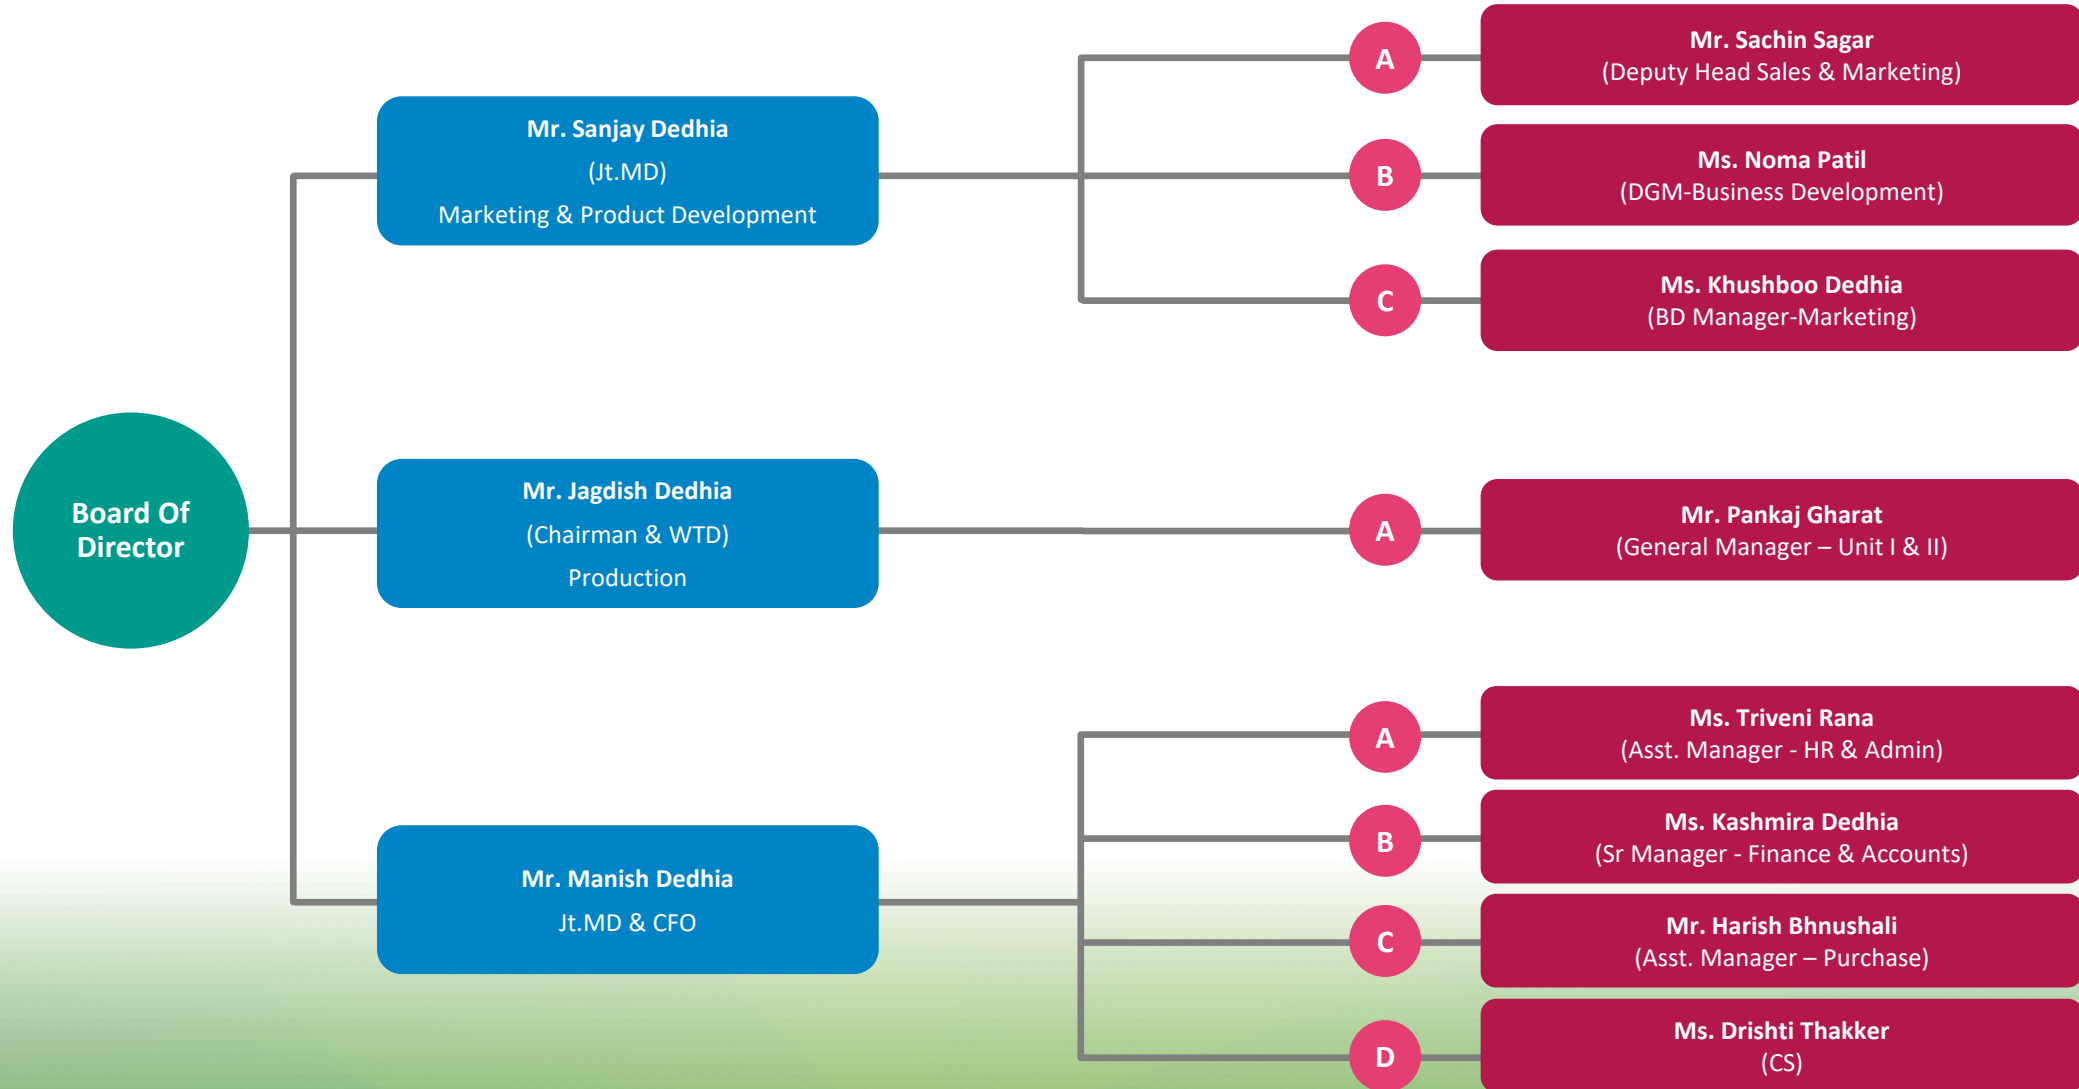 Board Of
Director
Mr. Sanjay Dedhia
(Jt.MD)
Marketing & Product Development
A
Mr. Sachin Sagar
(Deputy Head Sales & Marketing)
B
Ms. Noma Patil
(DGM-Business Development)
C
Ms. Khushboo Dedhia
(BD Manager-Marketing)
Mr. Jagdish Dedhia
(Chairman & WTD)
Production
A
Mr. Pankaj Gharat
(General Manager – Unit I & II)
Mr. Manish Dedhia
Jt.MD & CFO
A
Ms. Triveni Rana
(Asst. Manager - HR & Admin)
B
Ms. Kashmira Dedhia
(Sr Manager - Finance & Accounts)
C
Mr. Harish Bhnushali
(Asst. Manager – Purchase)
D
Ms. Drishti Thakker
(CS)